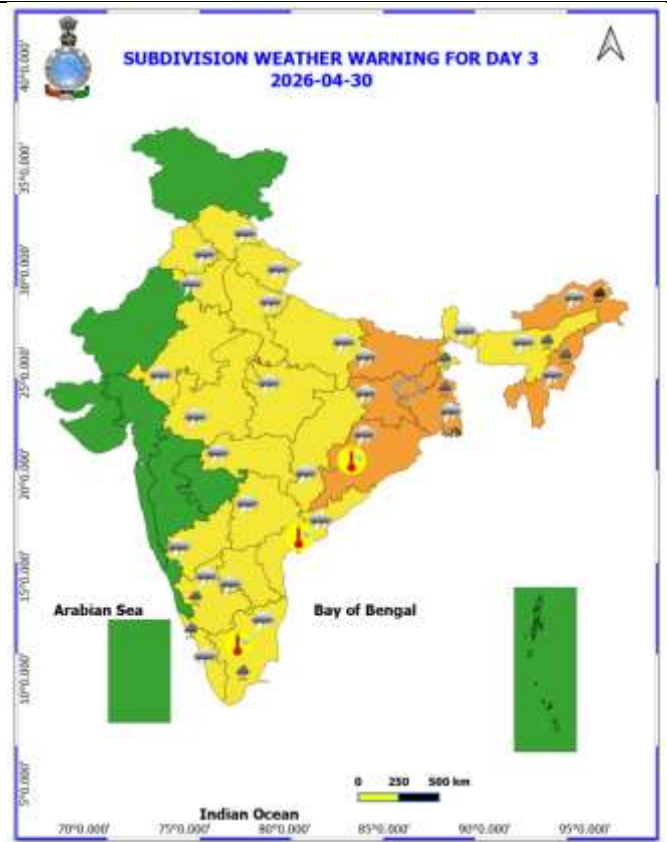 SUBDIVISION WEATHER WARNING FOR DAY 3
2026-04-30
40°0.000'
35°0.000'
30°0.000'
25°0.000'
20°0.000'
15°0.000'
10°0.000'
5°0.000'
Arabian Sea
Bay of Bengal
0 250 500 km
Indian Ocean
70°0.000' 75°0.000' 80°0.000' 85°0.000' 90°0.000' 95°0.000'